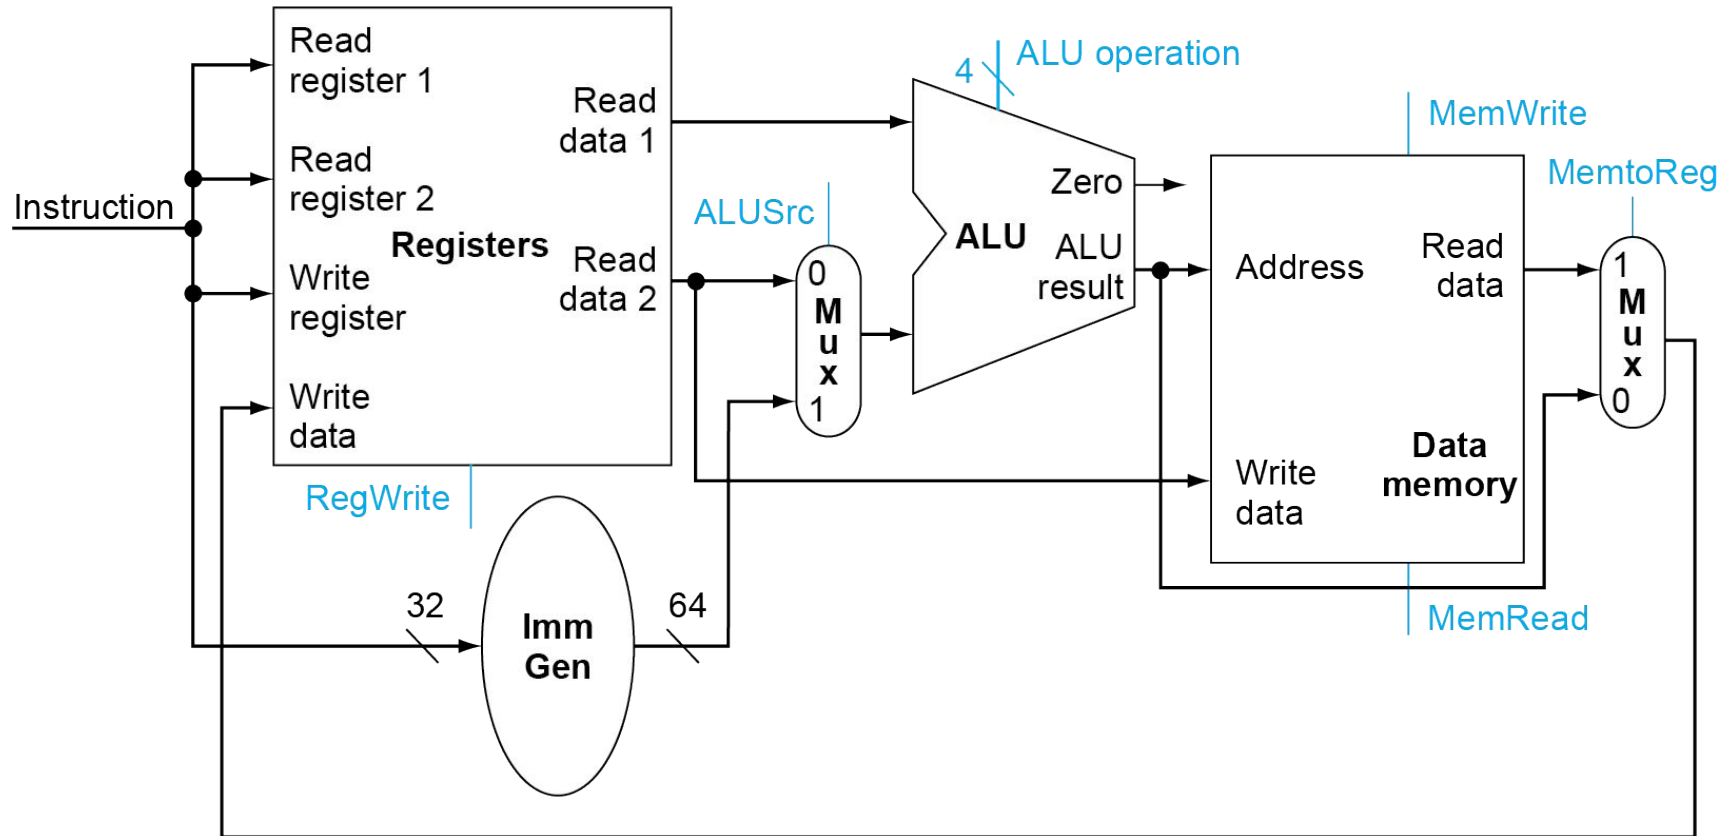 Instruction
Read
register 1
Read
register 2
Registers
Write
register
Write
data
Read
data 1
Read
data 2
RegWrite
32
Imm
Gen
64
ALUSrc
0
M
u
x
1
4
ALU operation
Zero
ALU
ALU
result
MemWrite
Address
Read
data
Write
data
Data
memory
MemRead
MemtoReg
1
M
u
x
0